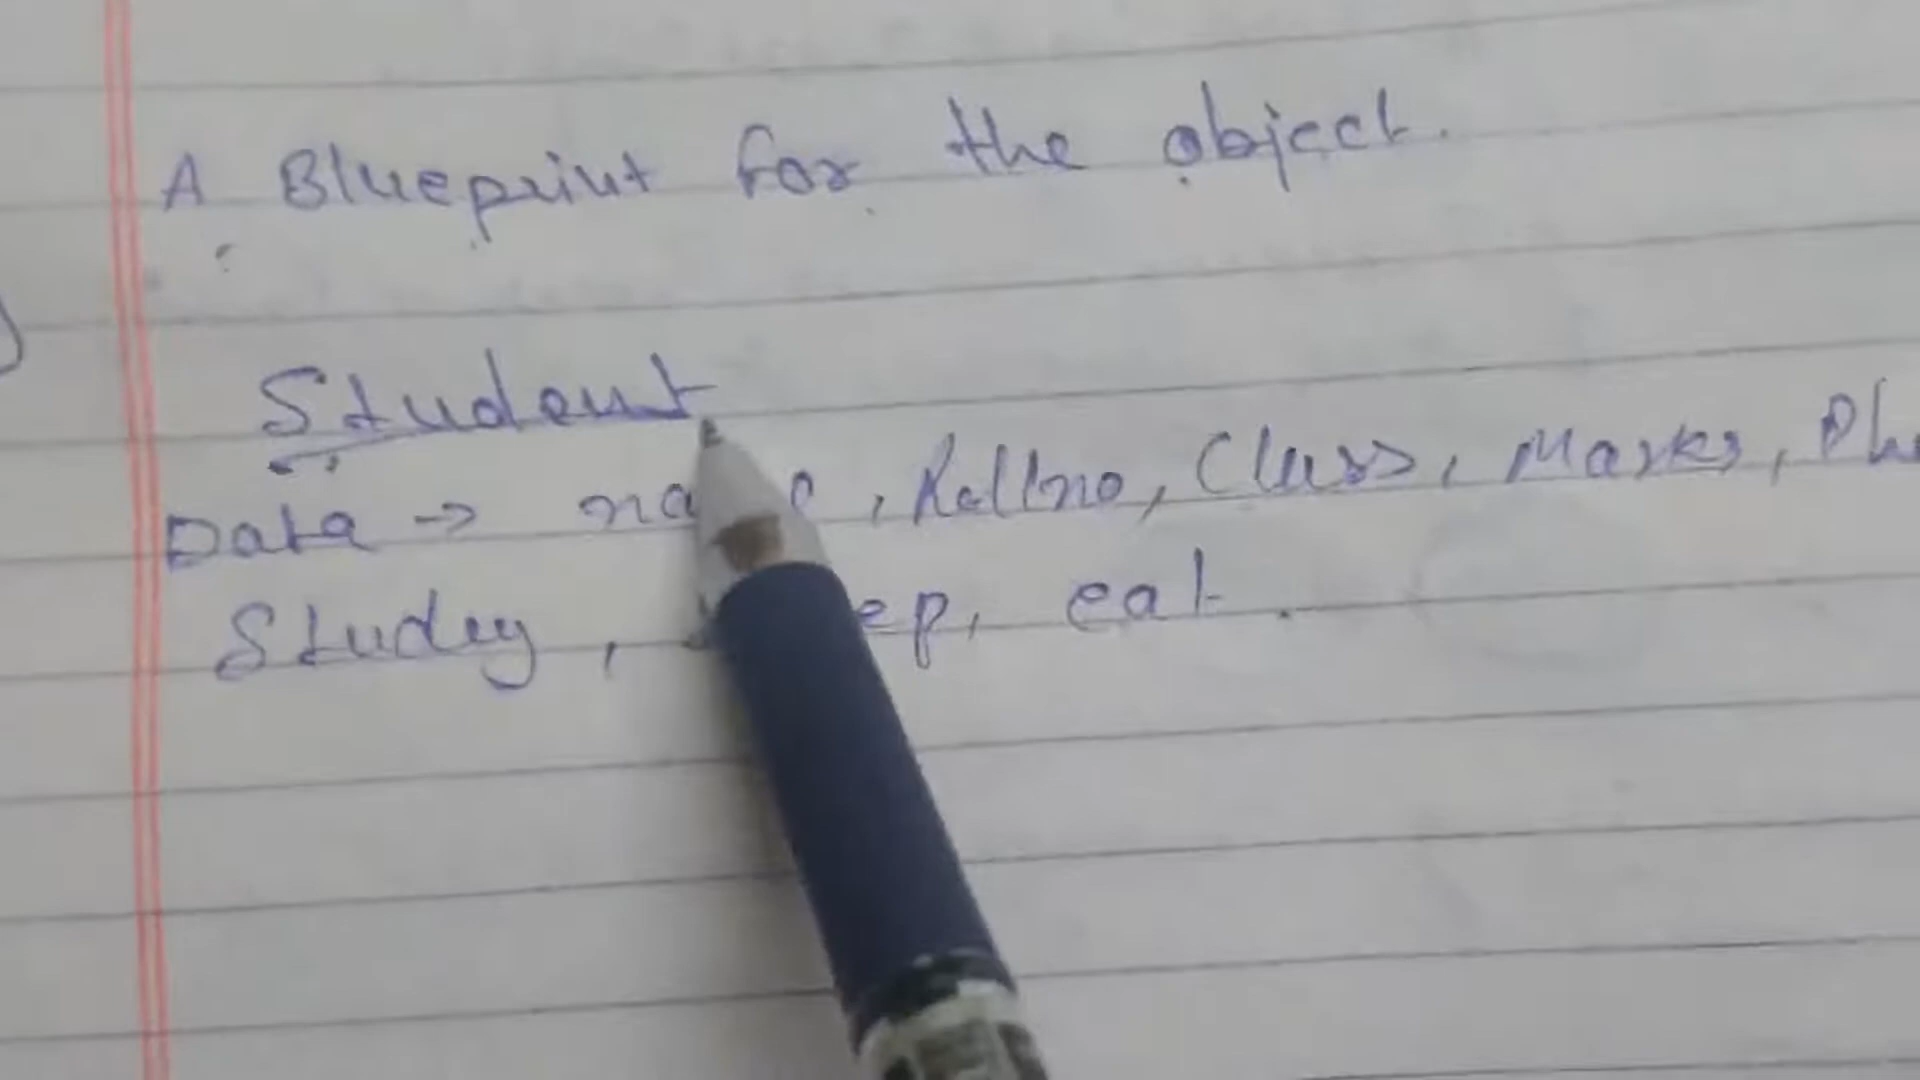 A Blueprint for the object.
Student
Data → , Rollno, Class, Marks,
Study, eat.